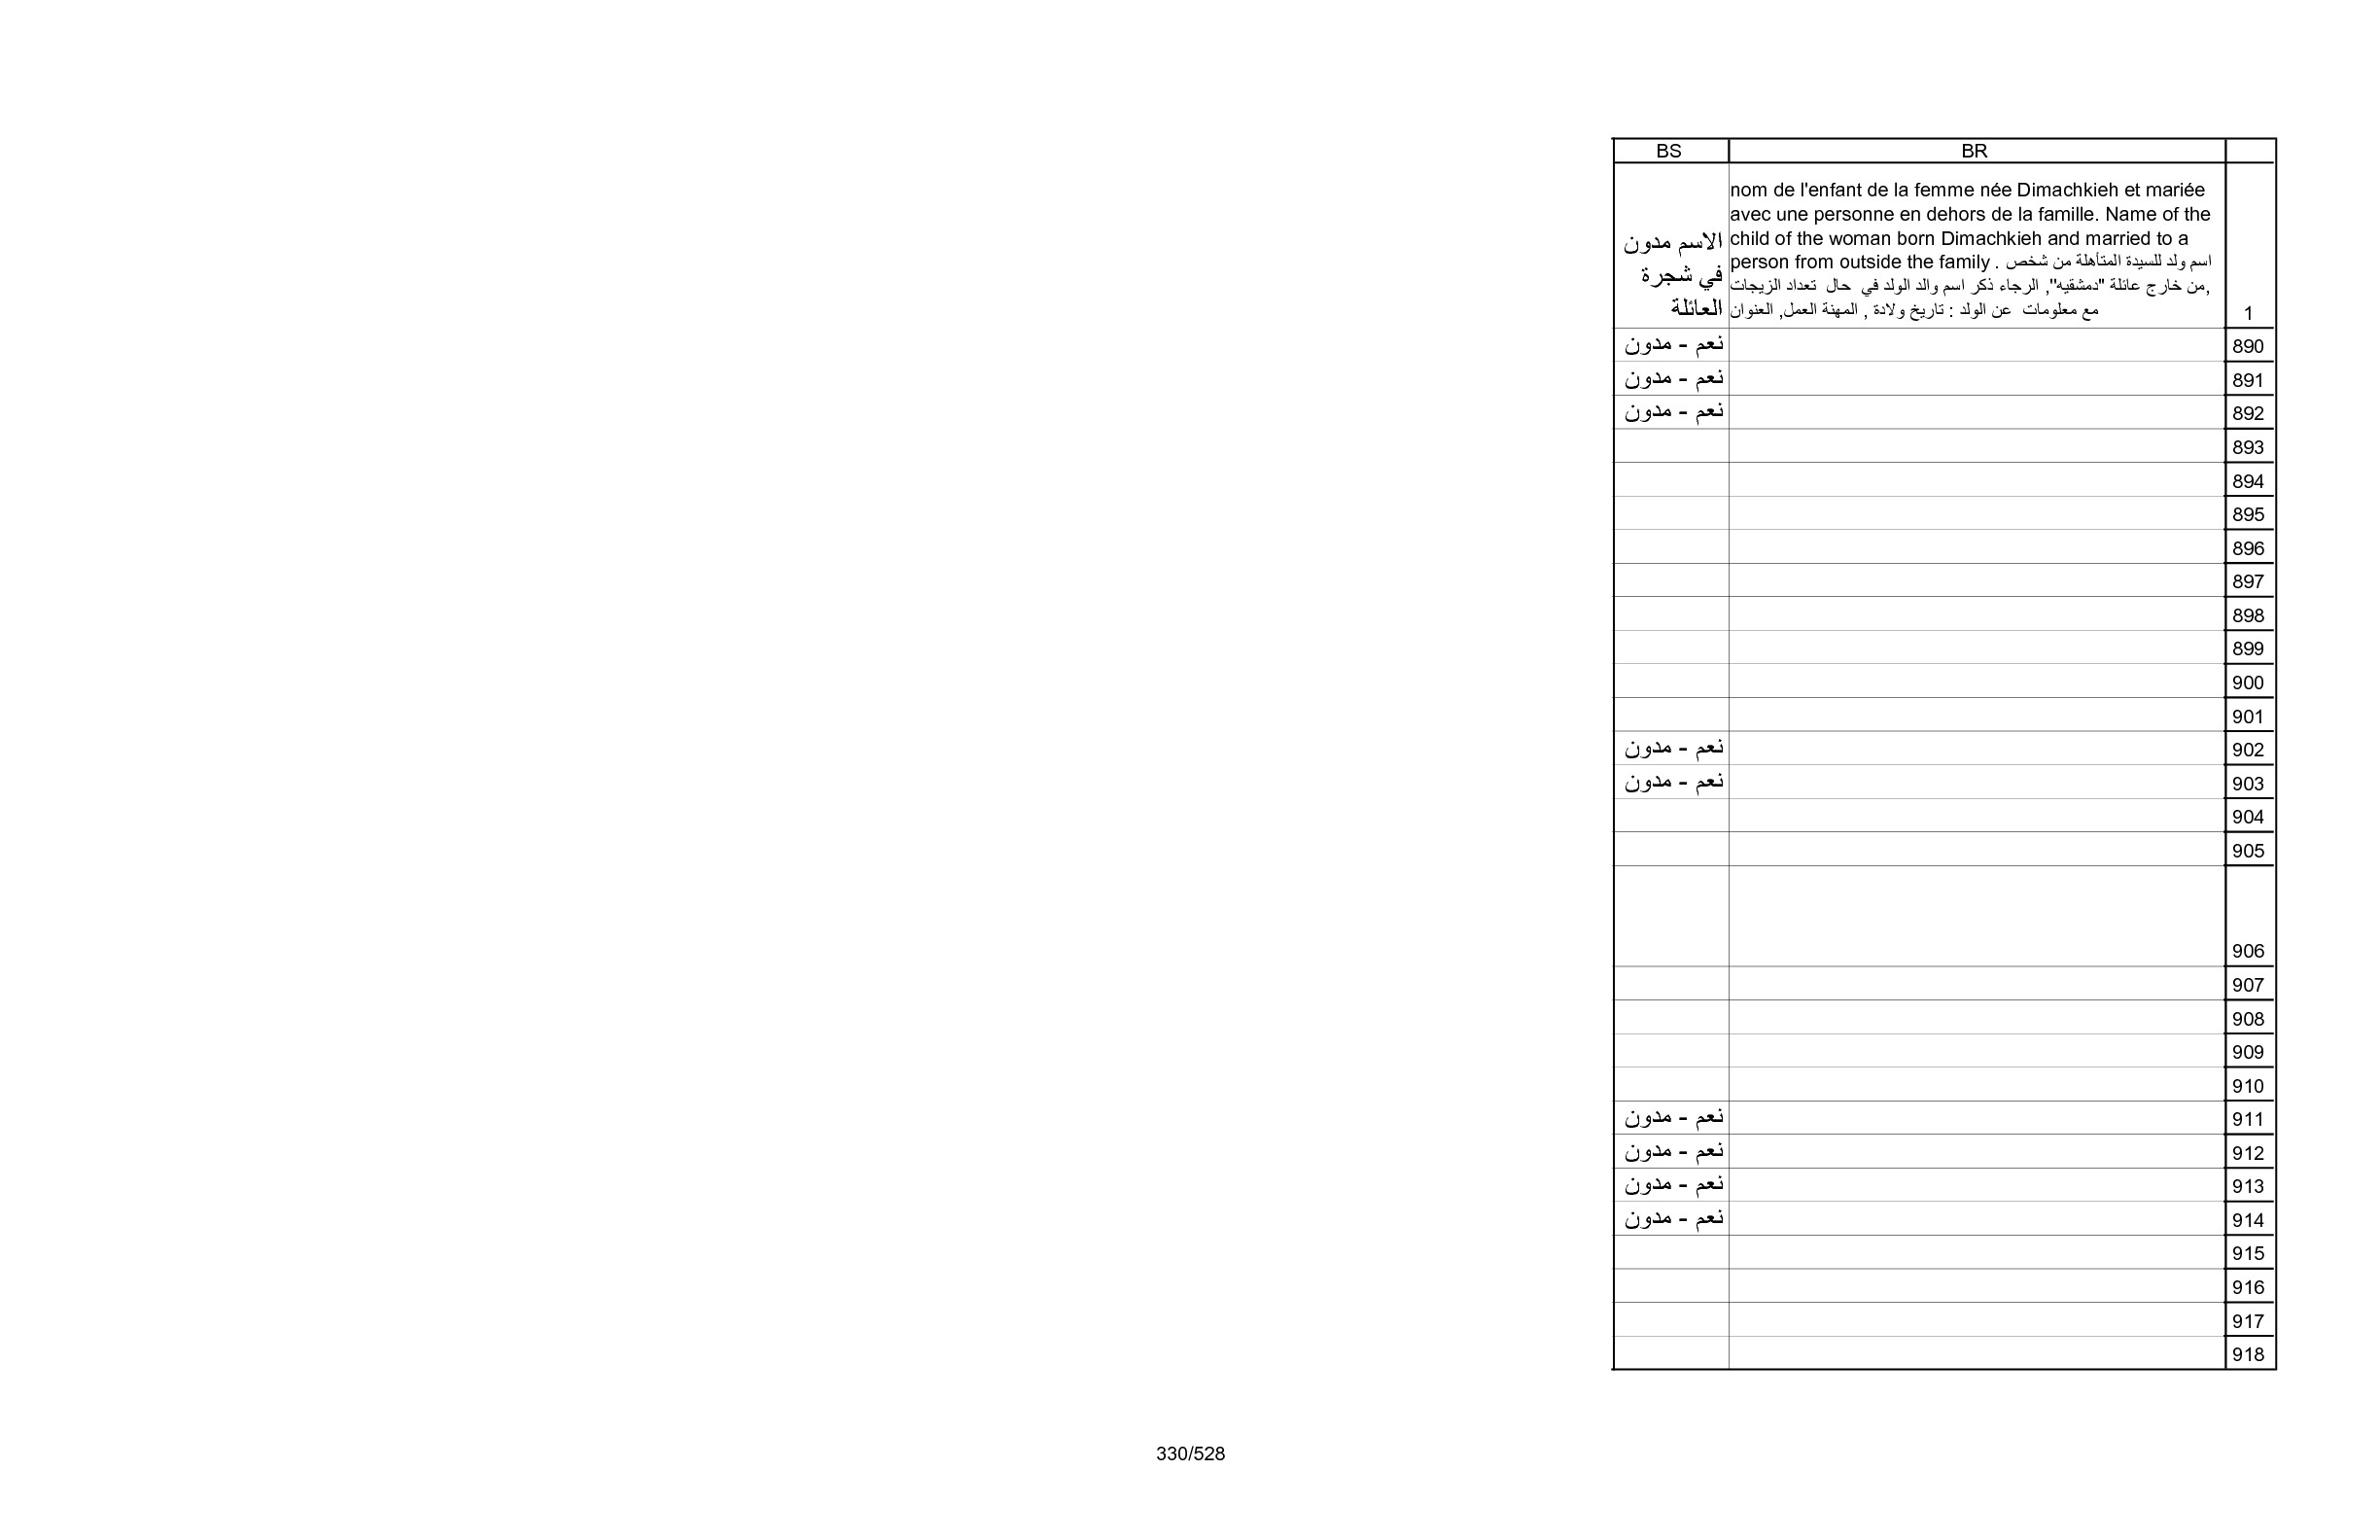 BS BR
nom de l'enfant de la femme née Dimachkieh et mariée
avec une personne en dehors de la famille. Name of the
child of the woman born Dimachkieh and married to a
person from outside the family . اسم ولد للسيدة المتأهلة من شخص
من خارج عائلة "دمشقيه", الرجاء ذكر اسم والد الولد في حال تعداد الزيجات,
مع معلومات عن الولد : تاريخ ولادة , المهنة العمل, العنوان
الاسم مدون
في شجرة
العائلة
1
نعم - مدون 890
نعم - مدون 891
نعم - مدون 892
893
894
895
896
897
898
899
900
901
نعم - مدون 902
نعم - مدون 903
904
905
906
907
908
909
910
نعم - مدون 911
نعم - مدون 912
نعم - مدون 913
نعم - مدون 914
915
916
917
918
330/528